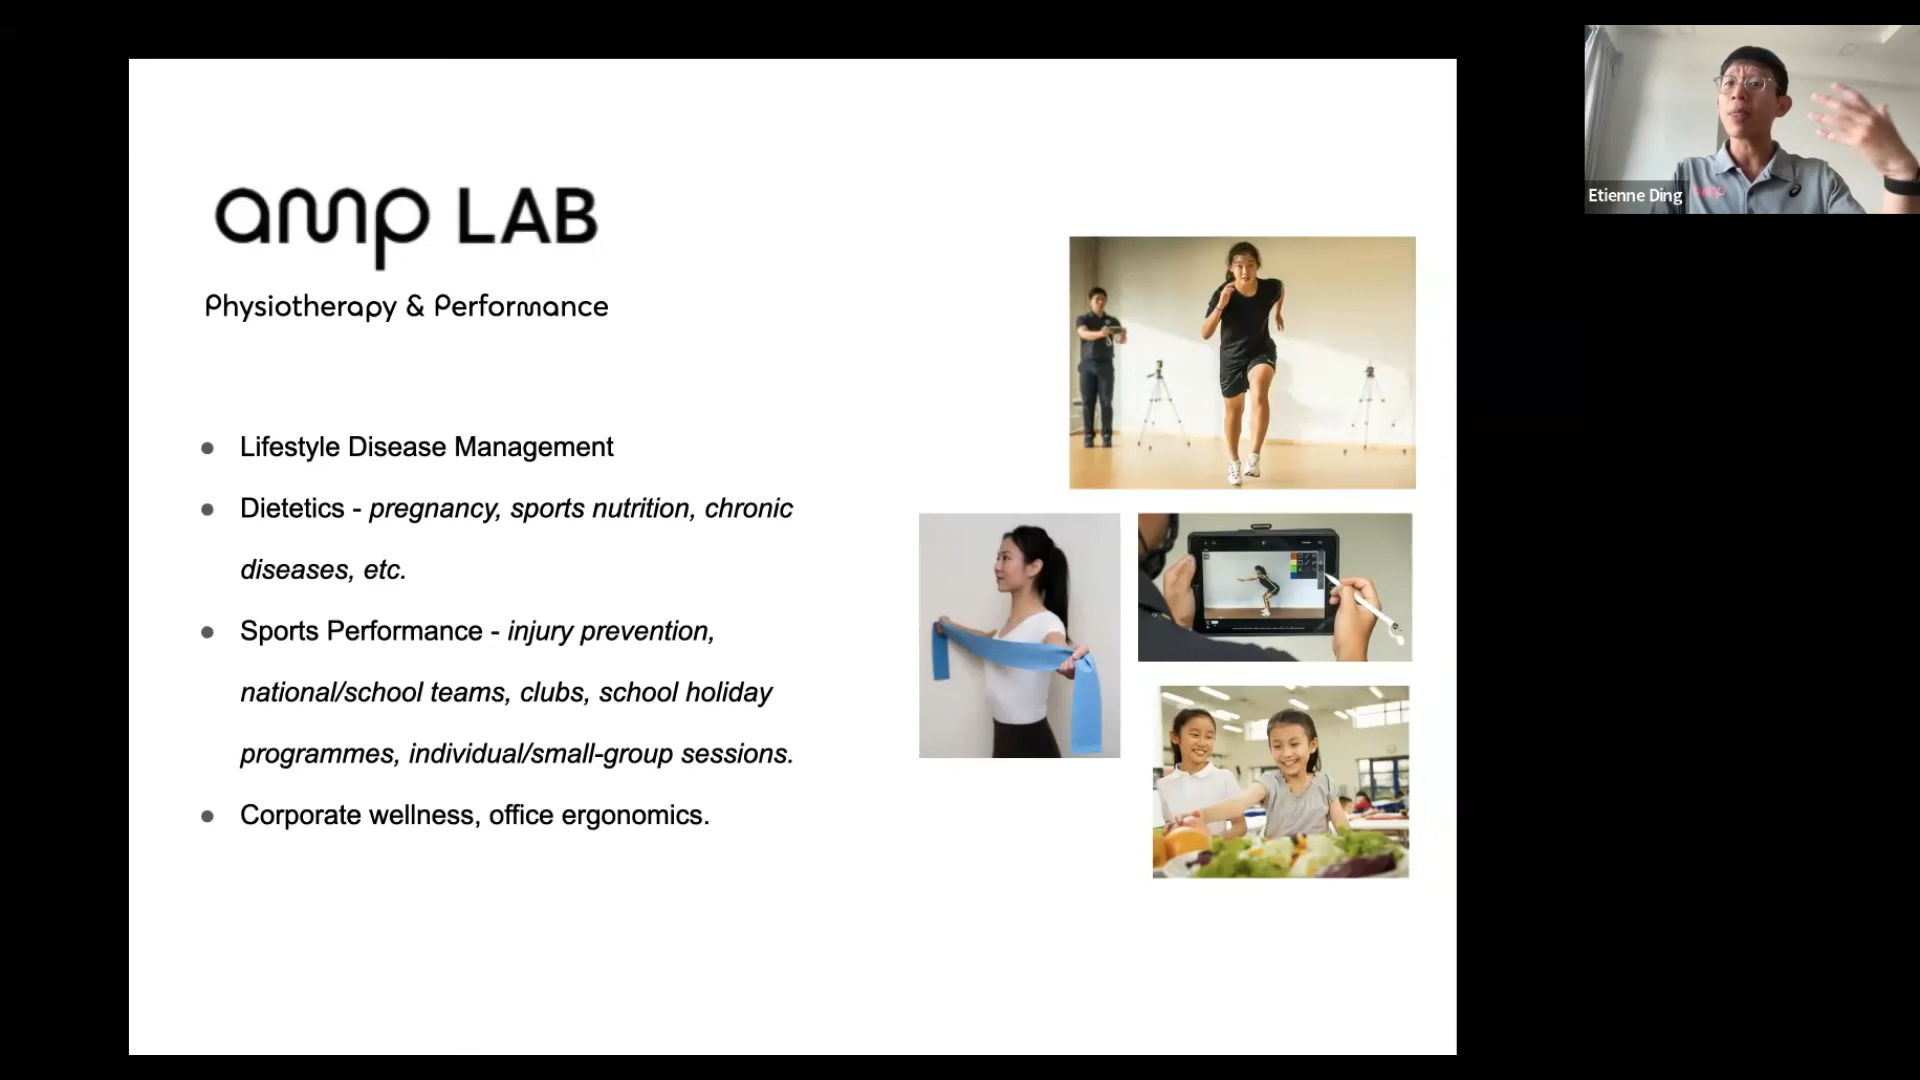 amp LAB
Physiotherapy & Performance
● Lifestyle Disease Management
● Dietetics - pregnancy, sports nutrition, chronic
diseases, etc.
● Sports Performance - injury prevention,
national/school teams, clubs, school holiday
programmes, individual/small-group sessions.
● Corporate wellness, office ergonomics.
Etienne Ding
amp